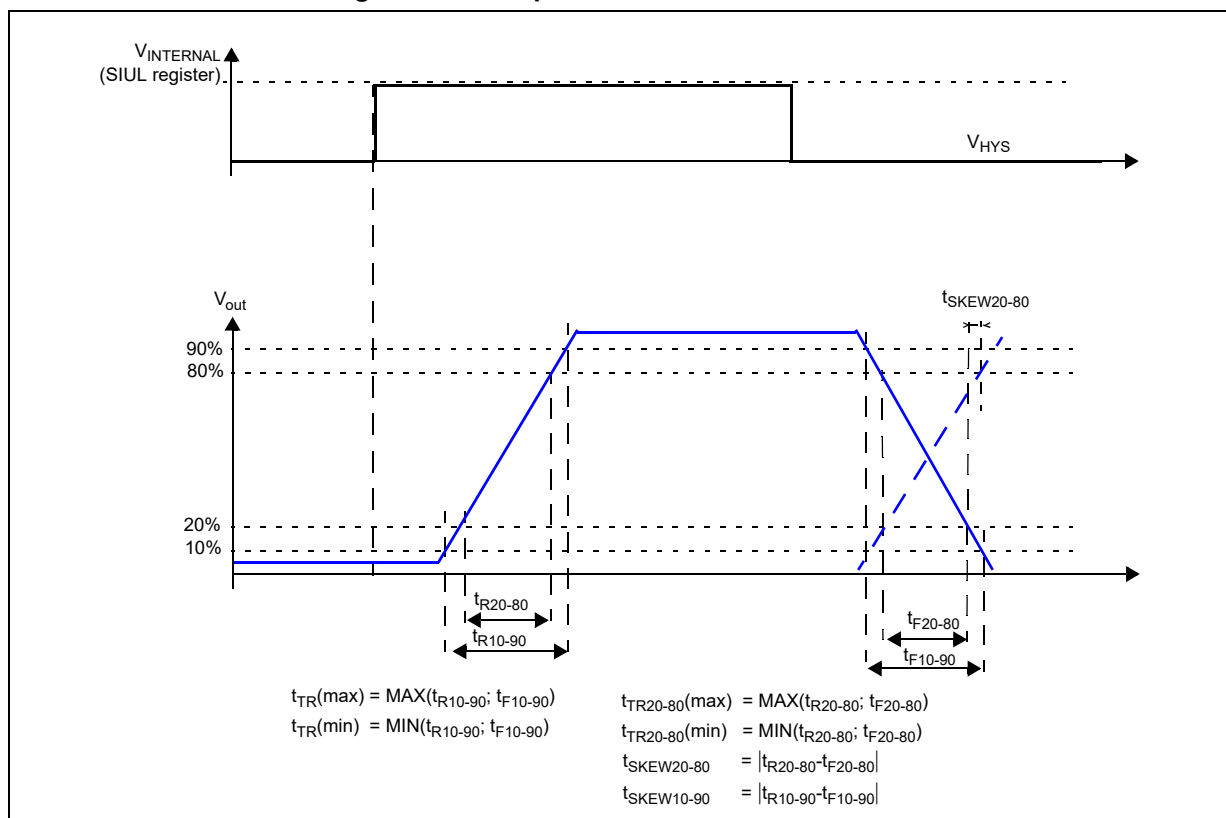 V_INTERNAL
(SIUL register)
V_HYS
t_SKEW20-80
V_out
90%
80%
20%
10%
t_R20-80
t_R10-90
t_F20-80
t_F10-90
t_TR(max) = MAX(t_R10-90; t_F10-90)
t_TR(min) = MIN(t_R10-90; t_F10-90)
t_TR20-80(max) = MAX(t_R20-80; t_F20-80)
t_TR20-80(min) = MIN(t_R20-80; t_F20-80)
t_SKEW20-80 = |t_R20-80-t_F20-80|
t_SKEW10-90 = |t_R10-90-t_F10-90|